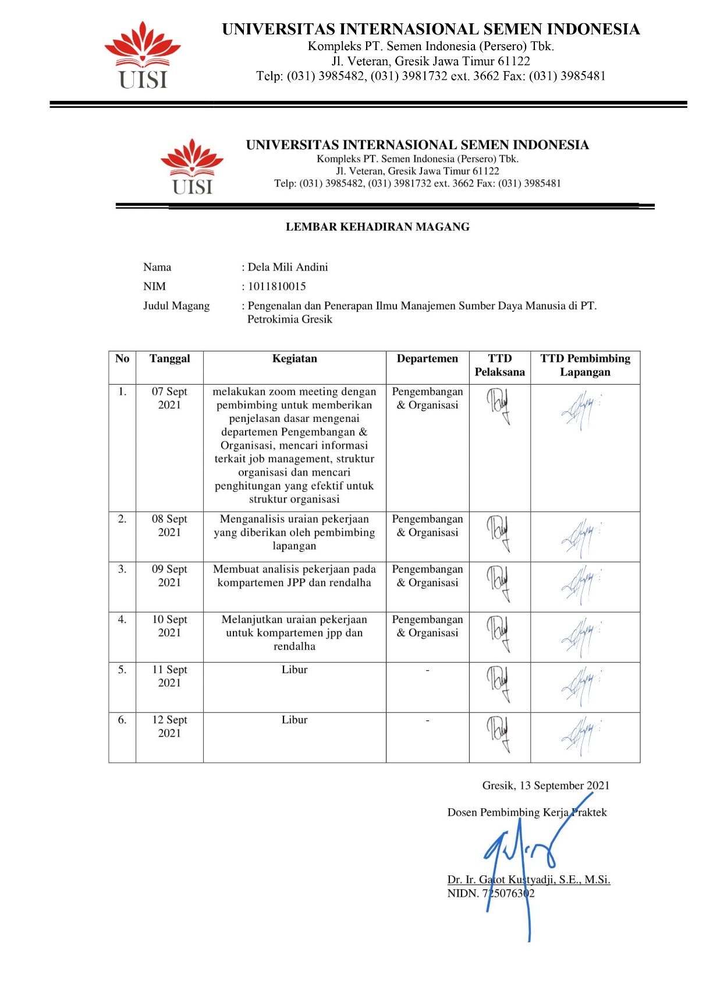 UNIVERSITAS INTERNASIONAL SEMEN INDONESIA
Kompleks PT. Semen Indonesia (Persero) Tbk.
Jl. Veteran, Gresik Jawa Timur 61122
Telp: (031) 3985482, (031) 3981732 ext. 3662 Fax: (031) 3985481
UISI
UNIVERSITAS INTERNASIONAL SEMEN INDONESIA
Kompleks PT. Semen Indonesia (Persero) Tbk.
Jl. Veteran, Gresik Jawa Timur 61122
Telp: (031) 3985482, (031) 3981732 ext. 3662 Fax: (031) 3985481
UISI
LEMBAR KEHADIRAN MAGANG
Nama : Dela Mili Andini
NIM : 1011810015
Judul Magang : Pengenalan dan Penerapan Ilmu Manajemen Sumber Daya Manusia di PT.
Petrokimia Gresik
No Tanggal Kegiatan Departemen TTD TTD Pembimbing
Pelaksana Lapangan
1. 07 Sept melakukan zoom meeting dengan Pengembangan
2021 pembimbing untuk memberikan & Organisasi
penjelasan dasar mengenai
departemen Pengembangan &
Organisasi, mencari informasi
terkait job management, struktur
organisasi dan mencari
penghitungan yang efektif untuk
struktur organisasi
2. 08 Sept Menganalisis uraian pekerjaan Pengembangan
2021 yang diberikan oleh pembimbing & Organisasi
lapangan
3. 09 Sept Membuat analisis pekerjaan pada Pengembangan
2021 kompartemen JPP dan rendalha & Organisasi
4. 10 Sept Melanjutkan uraian pekerjaan Pengembangan
2021 untuk kompartemen jpp dan & Organisasi
rendalha
5. 11 Sept Libur -
2021
6. 12 Sept Libur -
2021
Gresik, 13 September 2021
Dosen Pembimbing Kerja Praktek
Dr. Ir. Gatot Kustyadji, S.E., M.Si.
NIDN. 725076302